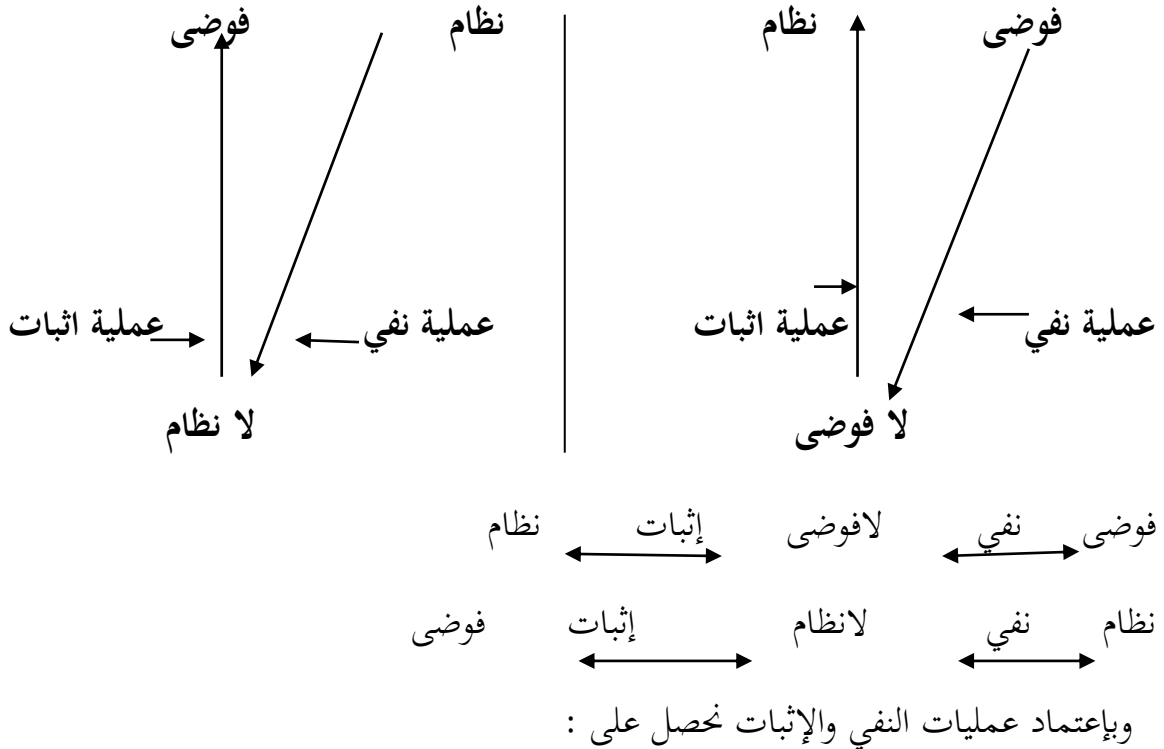 فوضى نظام نظام فوضى
عملية نفي عملية اثبات عملية نفي عملية اثبات
لا فوضى لا نظام
فوضى نفي لافوضى إثبات نظام
نظام نفي لانظام إثبات فوضى
وبإعتماد عمليات النفي والإثبات نحصل على :